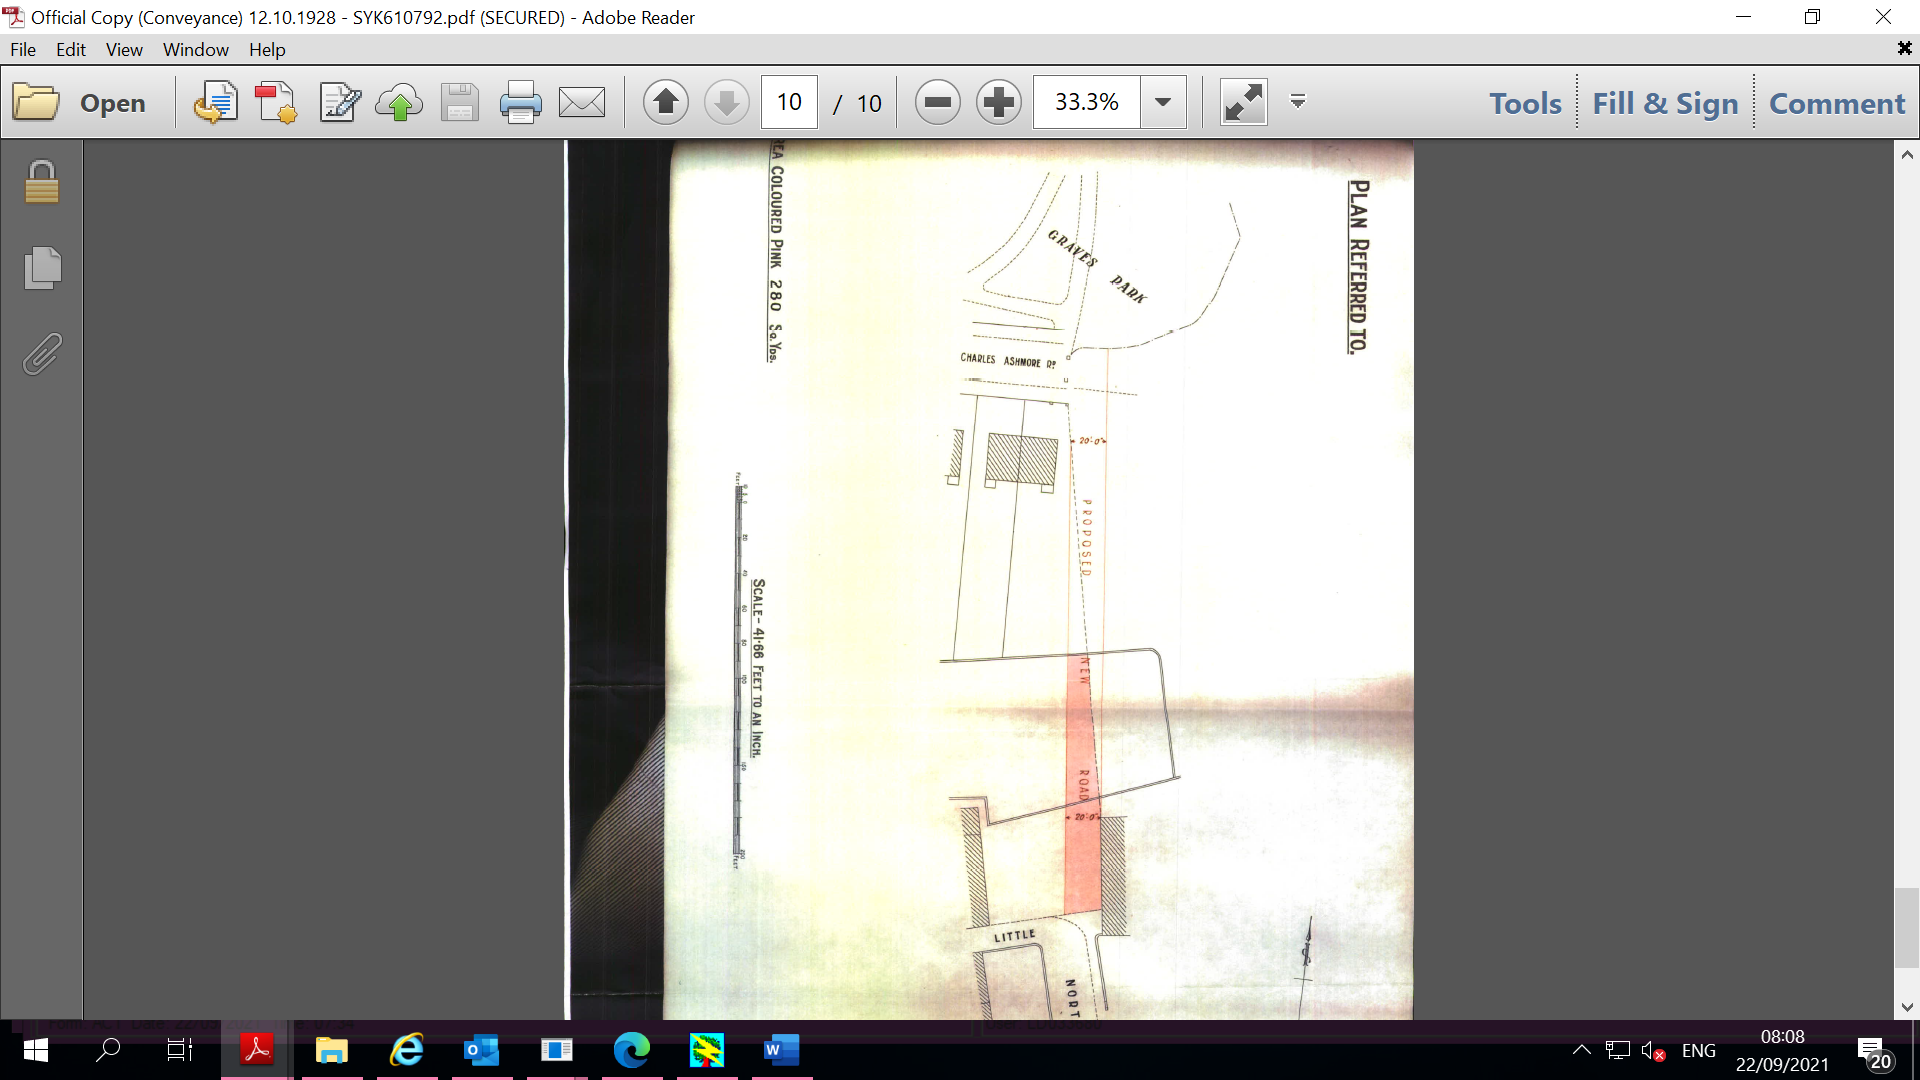 Official Copy (Conveyance) 12.10.1928 - SYK610792.pdf (SECURED) - Adobe Reader
File Edit View Window Help
Open
10 / 10
33.3%
Tools Fill & Sign Comment
PLAN REFERRED TO.
REA COLOURED PINK 280 SQ. YDS.
GRAVES PARK
CHARLES ASHMORE RD
20'-0"
PROPOSED
NEW
ROAD
20'-0"
SCALE - 41·66 FEET TO AN INCH.
FEET
LITTLE
NORT
08:08
ENG
22/09/2021
20